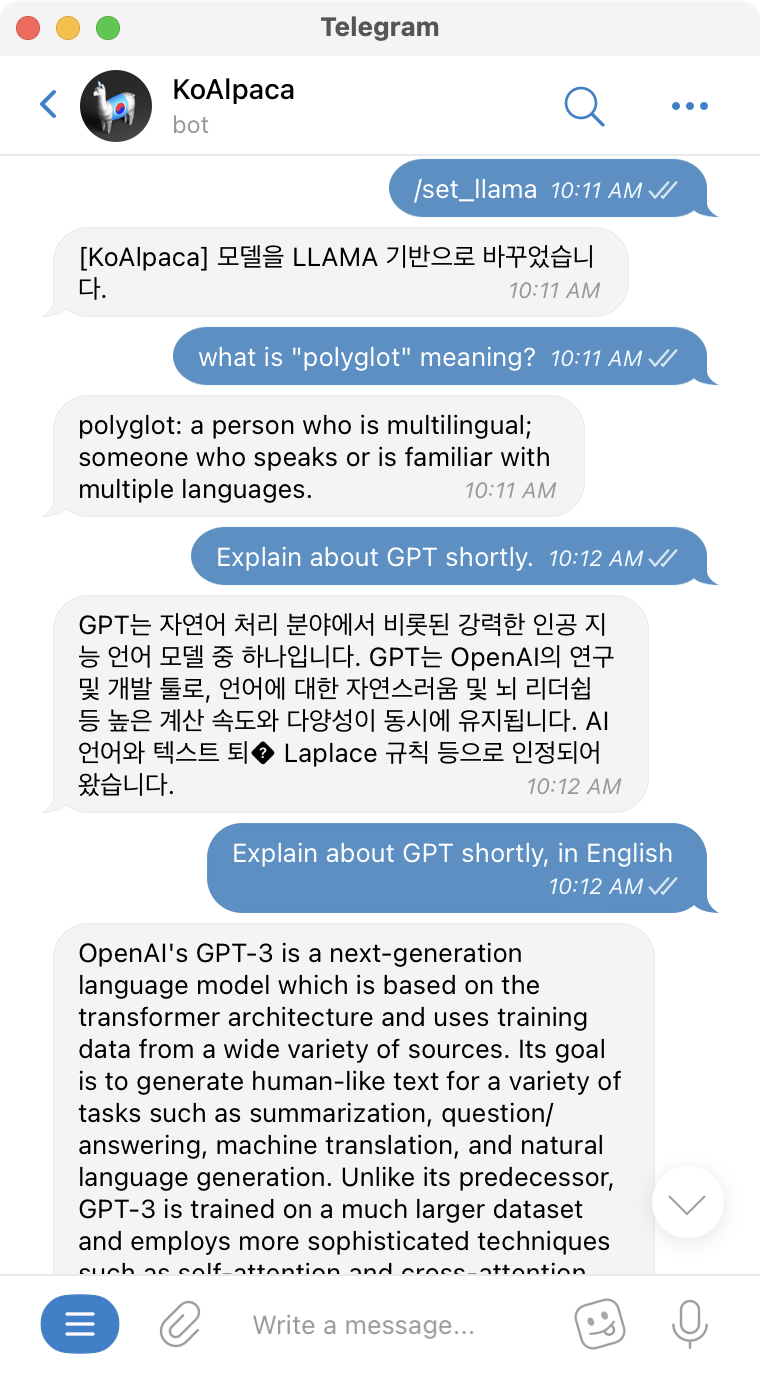 Telegram
KoAlpaca
bot
/set_llama 10:11 AM
[KoAlpaca] 모델을 LLAMA 기반으로 바꾸었습니
다. 10:11 AM
what is "polyglot" meaning? 10:11 AM
polyglot: a person who is multilingual;
someone who speaks or is familiar with
multiple languages. 10:11 AM
Explain about GPT shortly. 10:12 AM
GPT는 자연어 처리 분야에서 비롯된 강력한 인공 지
능 언어 모델 중 하나입니다. GPT는 OpenAI의 연구
및 개발 툴로, 언어에 대한 자연스러움 및 뇌 리더쉽
등 높은 계산 속도와 다양성이 동시에 유지됩니다. AI
언어와 텍스트 퇴� Laplace 규칙 등으로 인정되어
왔습니다. 10:12 AM
Explain about GPT shortly, in English
10:12 AM
OpenAI's GPT-3 is a next-generation
language model which is based on the
transformer architecture and uses training
data from a wide variety of sources. Its goal
is to generate human-like text for a variety of
tasks such as summarization, question/
answering, machine translation, and natural
language generation. Unlike its predecessor,
GPT-3 is trained on a much larger dataset
and employs more sophisticated techniques
such as self-attention and cross-attention
Write a message...